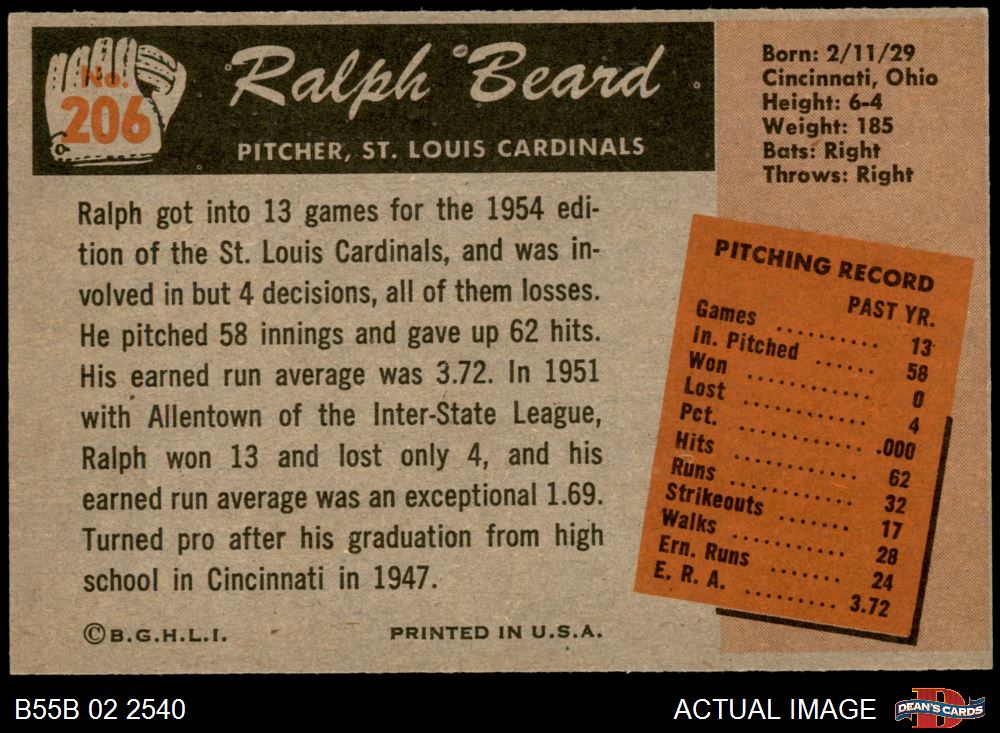 No.
206
Ralph Beard
PITCHER, ST. LOUIS CARDINALS
Born: 2/11/29
Cincinnati, Ohio
Height: 6-4
Weight: 185
Bats: Right
Throws: Right
Ralph got into 13 games for the 1954 edi-
tion of the St. Louis Cardinals, and was in-
volved in but 4 decisions, all of them losses.
He pitched 58 innings and gave up 62 hits.
His earned run average was 3.72. In 1951
with Allentown of the Inter-State League,
Ralph won 13 and lost only 4, and his
earned run average was an exceptional 1.69.
Turned pro after his graduation from high
school in Cincinnati in 1947.
©B.G.H.L.I. PRINTED IN U.S.A.
PITCHING RECORD
PAST YR.
Games ........ 13
In. Pitched ...... 58
Won ........... 0
Lost ........... 4
Pct. ........... .000
Hits ........... 62
Runs ........... 32
Strikeouts ....... 17
Walks ........... 28
Ern. Runs ....... 24
E. R. A. ......... 3.72
B55B 02 2540
ACTUAL IMAGE
DEAN'S CARDS